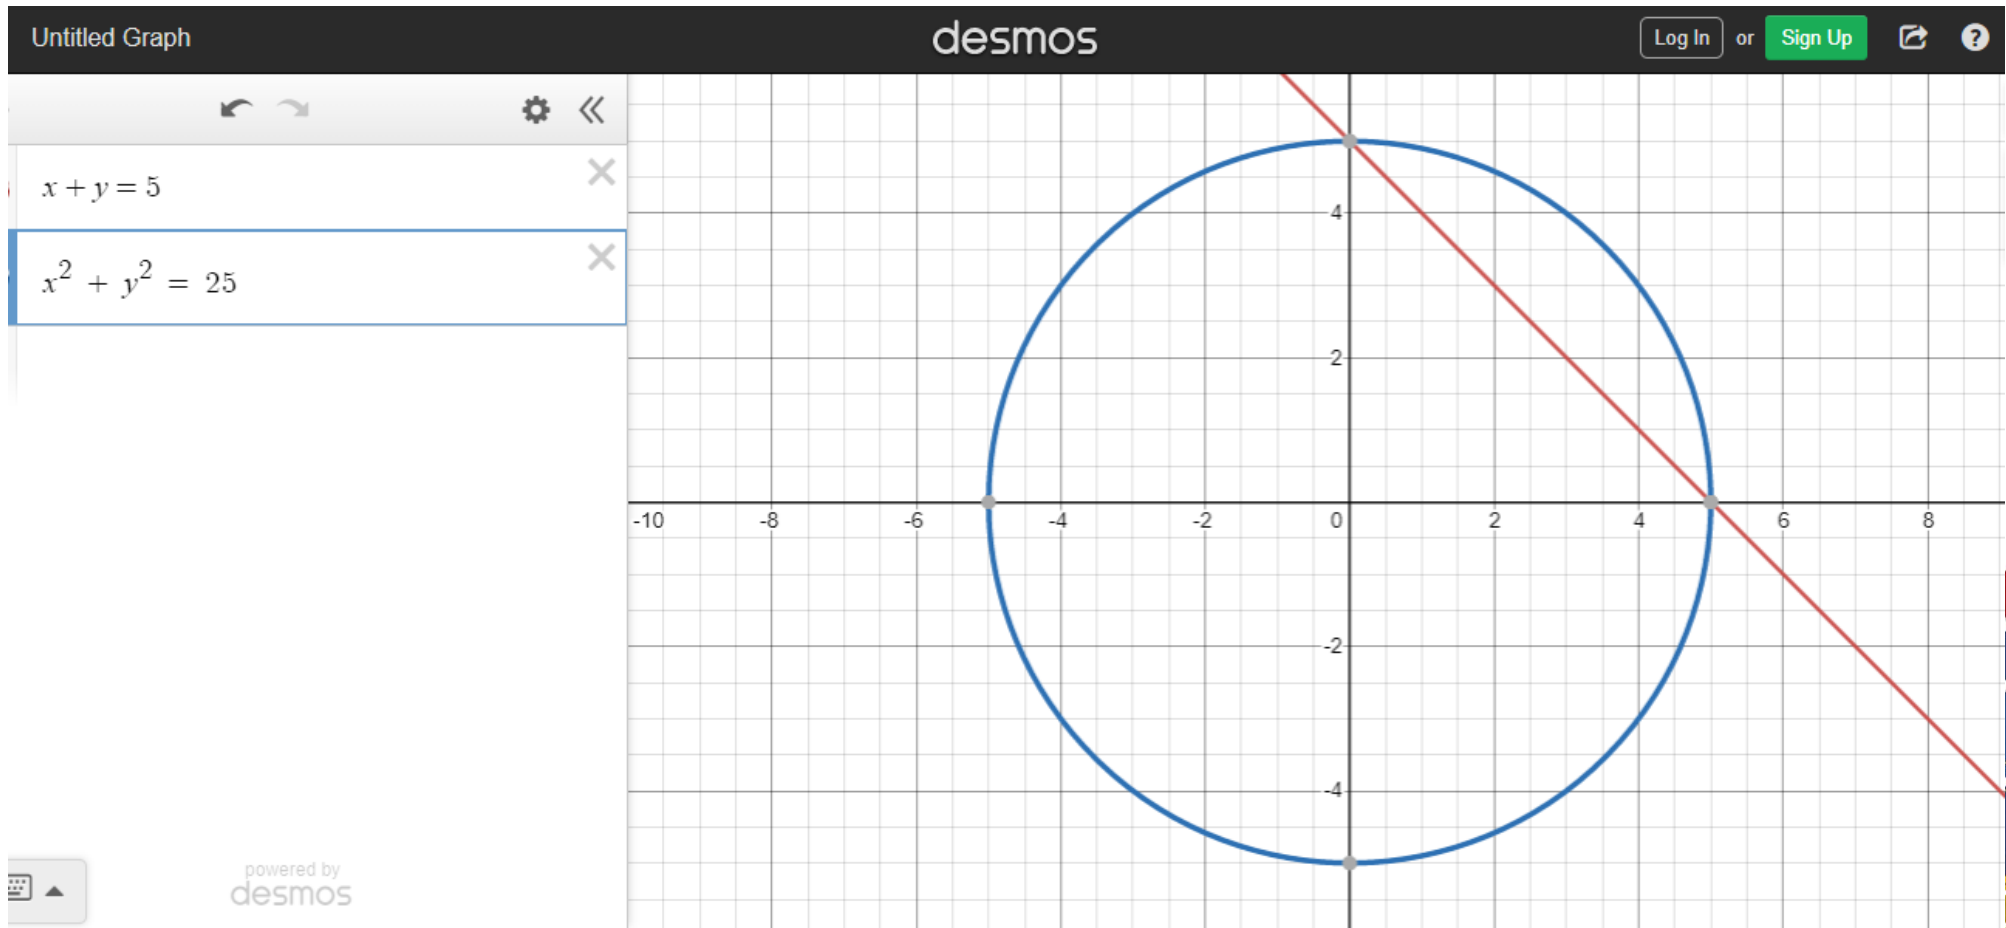 Untitled Graph
desmos
Log In or Sign Up
x + y = 5
x² + y² = 25
4
2
-10 -8 -6 -4 -2 0 2 4 6 8
-2
-4
powered by
desmos